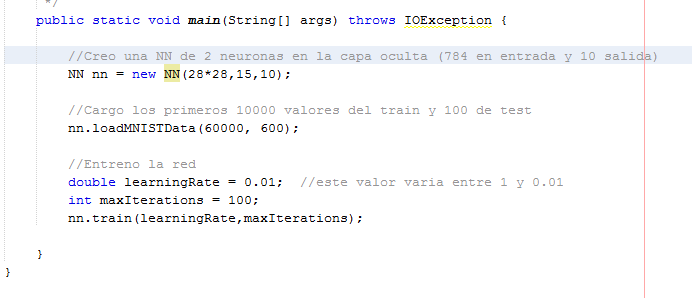 */
public static void main(String[] args) throws IOException {
//Creo una NN de 2 neuronas en la capa oculta (784 en entrada y 10 salida)
NN nn = new NN(28*28,15,10);
//Cargo los primeros 10000 valores del train y 100 de test
nn.loadMNISTData(60000, 600);
//Entreno la red
double learningRate = 0.01;  //este valor varia entre 1 y 0.01
int maxIterations = 100;
nn.train(learningRate,maxIterations);
}
}